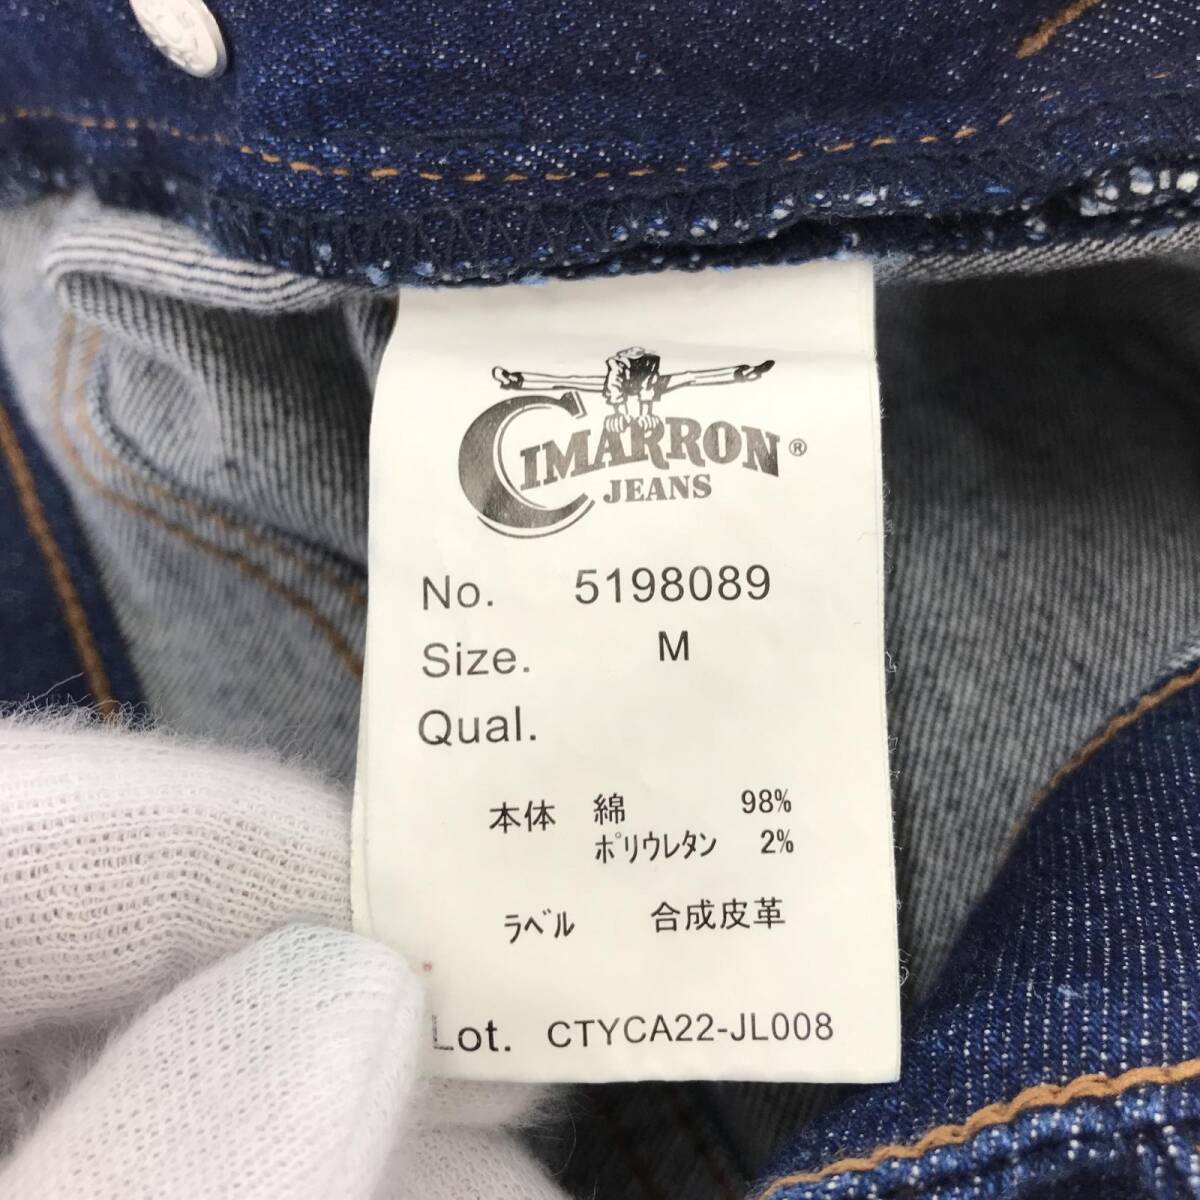 CIMARRON®
JEANS
No. 5198089
Size. M
Qual.
本体 綿 98%
ポリウレタン 2%
ラベル 合成皮革
Lot. CTYCA22-JL008